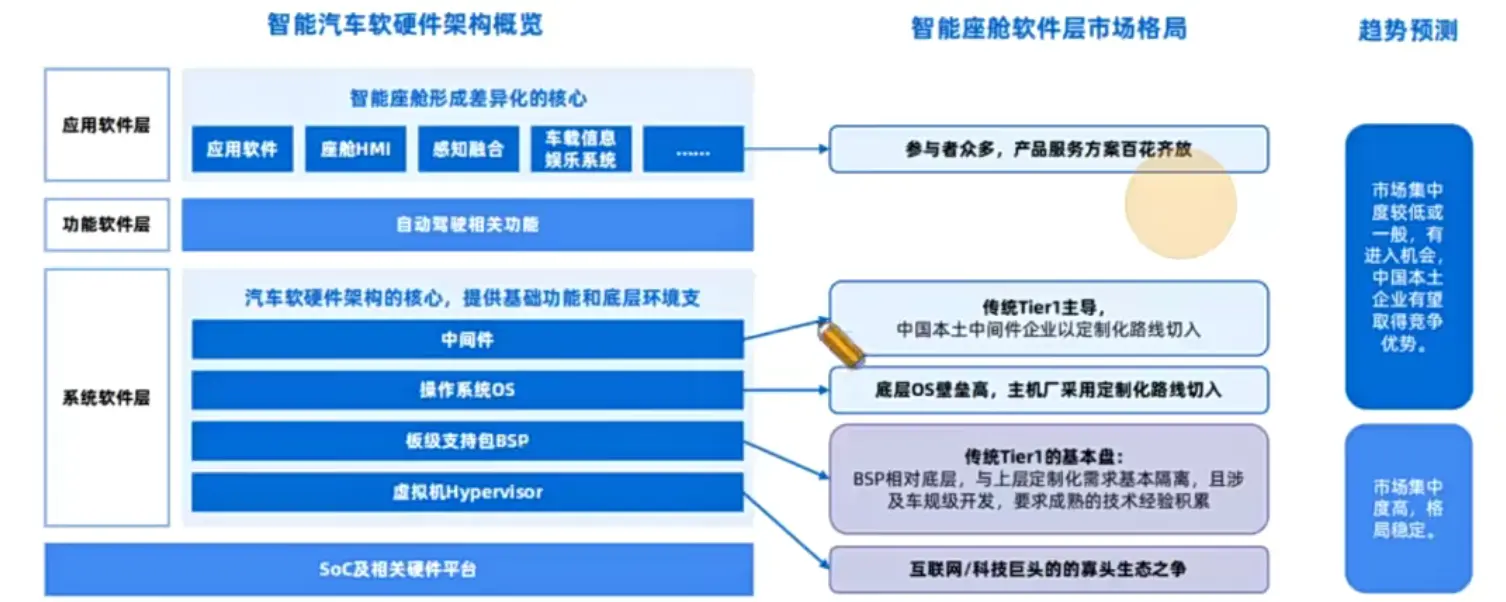 智能汽车软硬件架构概览
智能座舱软件层市场格局
趋势预测
应用软件层
智能座舱形成差异化的核心
应用软件
座舱HMI
感知融合
车载信息
娱乐系统
……
参与者众多，产品服务方案百花齐放
功能软件层
自动驾驶相关功能
系统软件层
汽车软硬件架构的核心，提供基础功能和底层环境支
中间件
操作系统OS
板级支持包BSP
虚拟机Hypervisor
传统Tier1主导，
中国本土中间件企业以定制化路线切入
底层OS壁垒高，主机厂采用定制化路线切入
传统Tier1的基本盘：
BSP相对底层，与上层定制化需求基本隔离，且涉
及车规级开发，要求成熟的技术经验积累
互联网/科技巨头的的寡头生态之争
SoC及相关硬件平台
市场集中
度较低或
一般，有
进入机会，
中国本土
企业有望
取得竞争
优势。
市场集中
度高，格
局稳定。